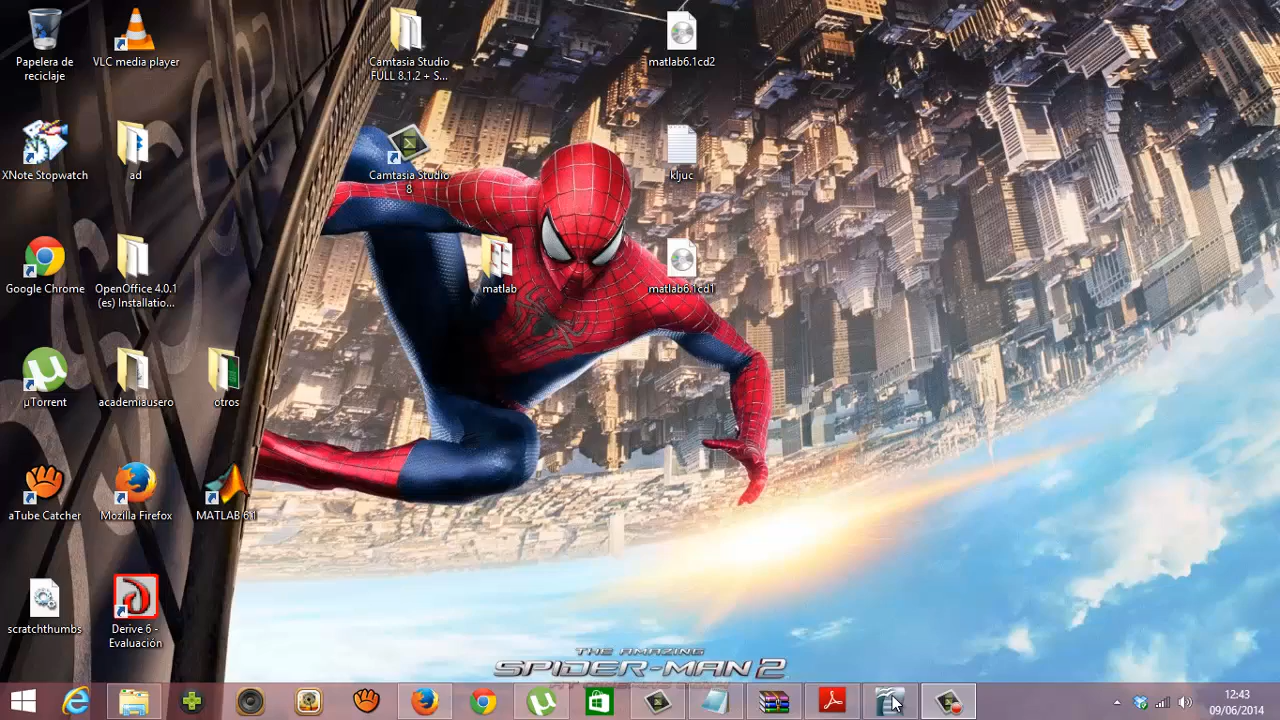 Papelera de
reciclaje
VLC media player
Camtasia Studio
FULL 8.1.2 + S...
matlab6.1cd2
XNote Stopwatch
ad
Camtasia Studio
8
kljuc
Google Chrome
OpenOffice 4.0.1
(es) Installatio...
matlab
matlab6.1cd1
µTorrent
academiausero
otros
aTube Catcher
Mozilla Firefox
MATLAB 6.1
scratchthumbs
Derive 6 -
Evaluación
THE AMAZING
SPIDER-MAN 2
12:43
09/06/2014